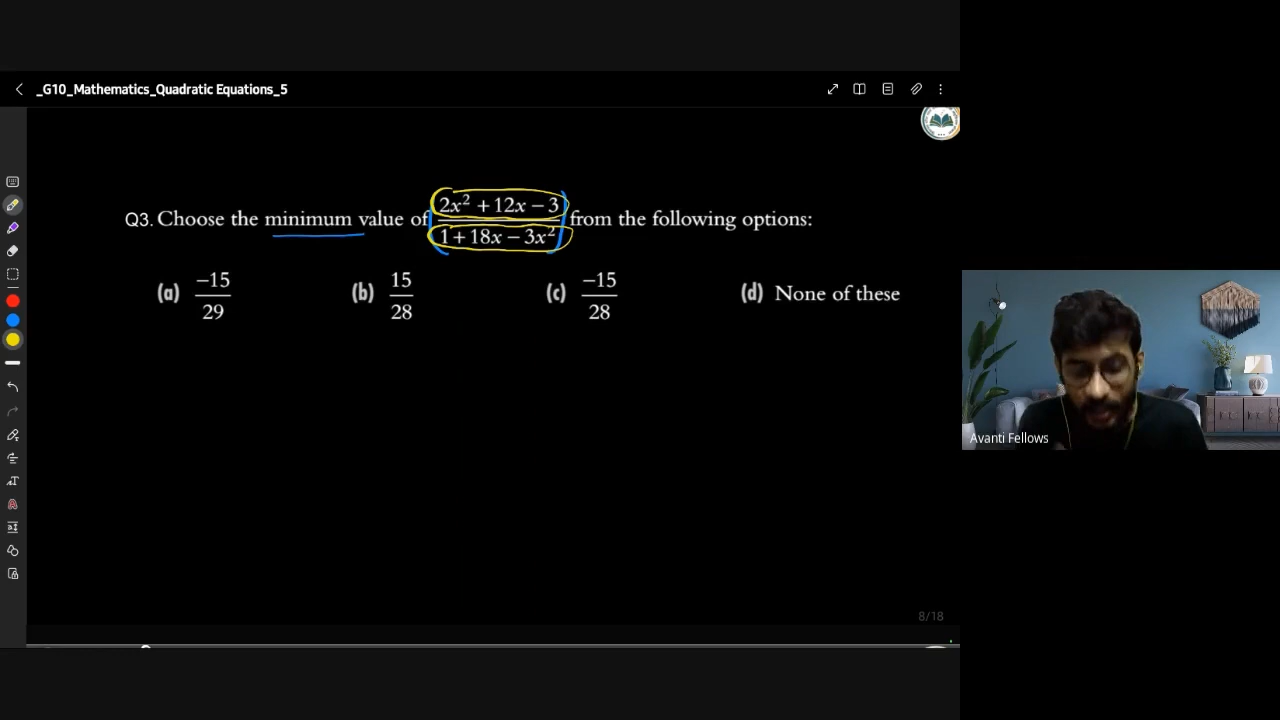 _G10_Mathematics_Quadratic Equations_5
Q3. Choose the minimum value of (2x² + 12x − 3)/(1 + 18x − 3x²) from the following options:
(a) −15/29 (b) 15/28 (c) −15/28 (d) None of these
Avanti Fellows
8/18